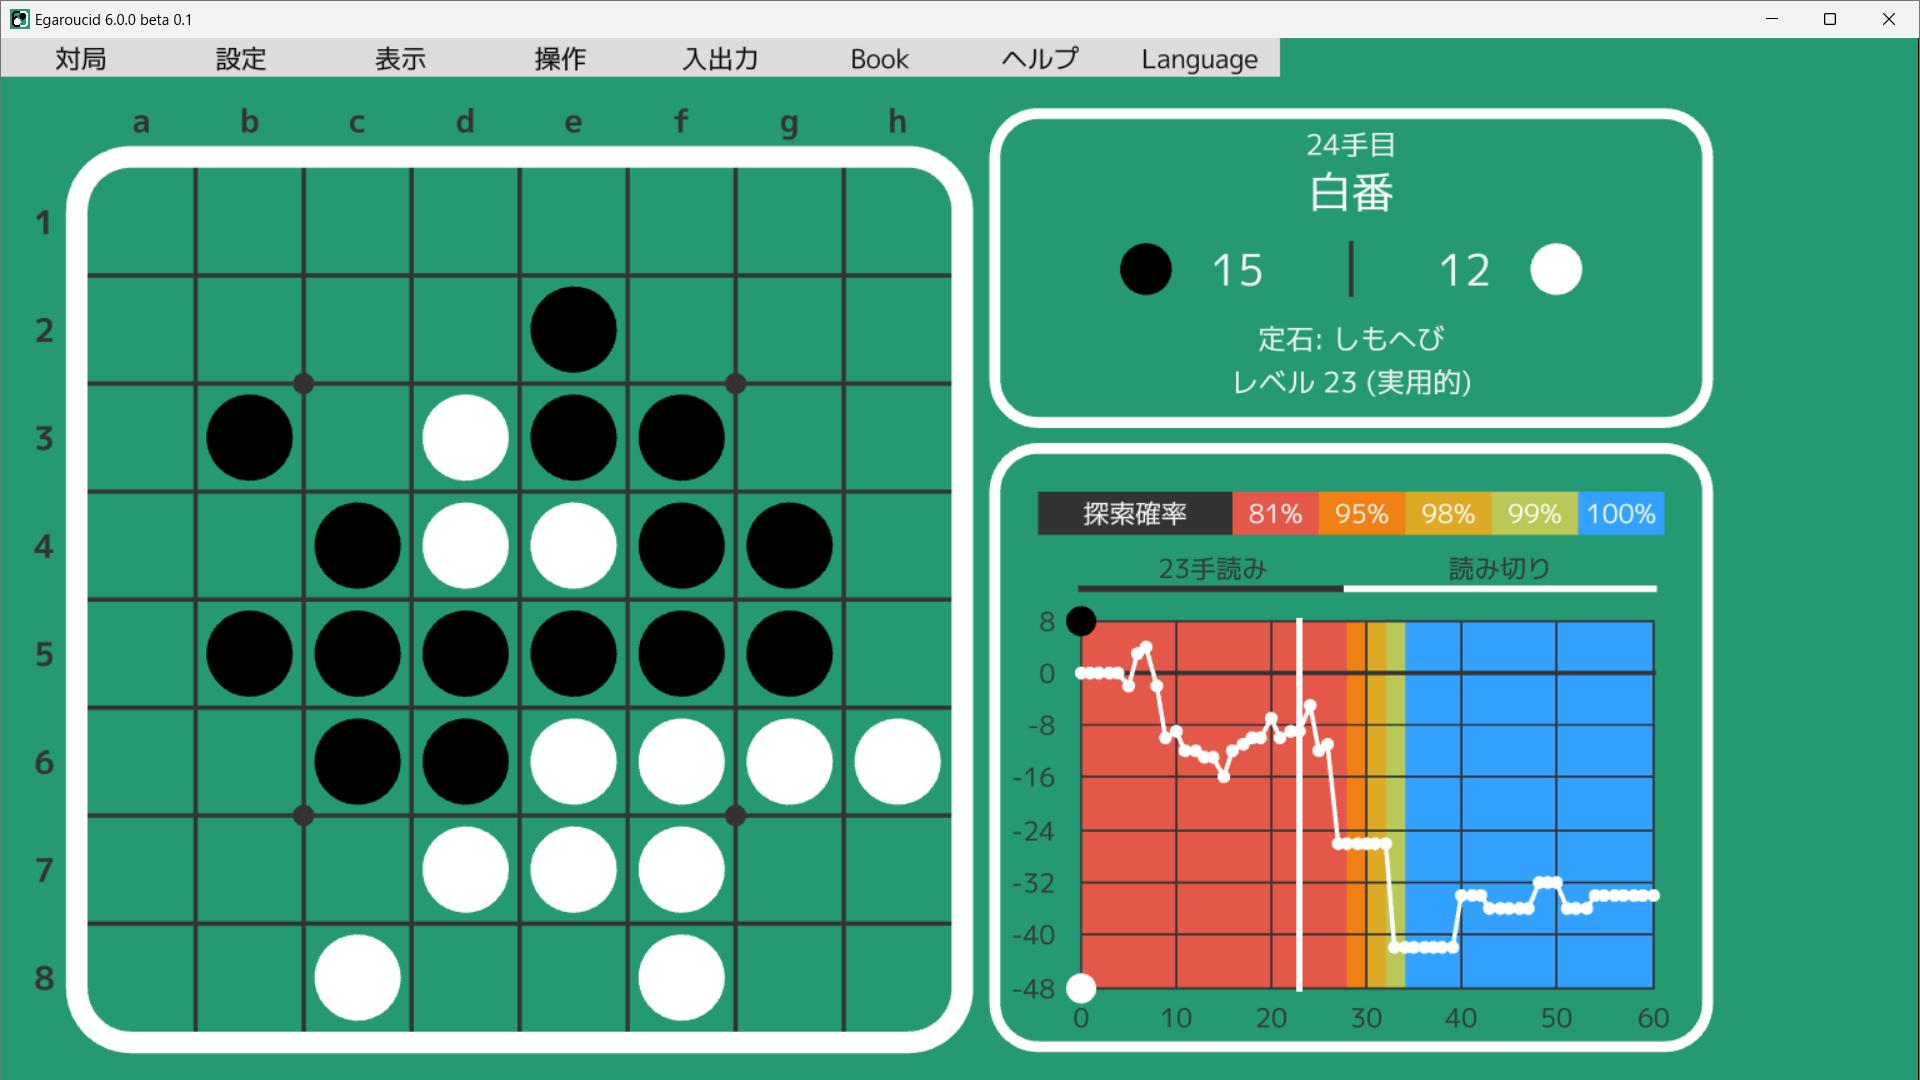 Egaroucid 6.0.0 beta 0.1
対局 設定 表示 操作 入出力 Book ヘルプ Language
a b c d e f g h
1
2
3
4
5
6
7
8
24手目
白番
15 12
定石: しもへび
レベル 23 (実用的)
探索確率 81% 95% 98% 99% 100%
23手読み 読み切り
8
0
-8
-16
-24
-32
-40
-48
0 10 20 30 40 50 60